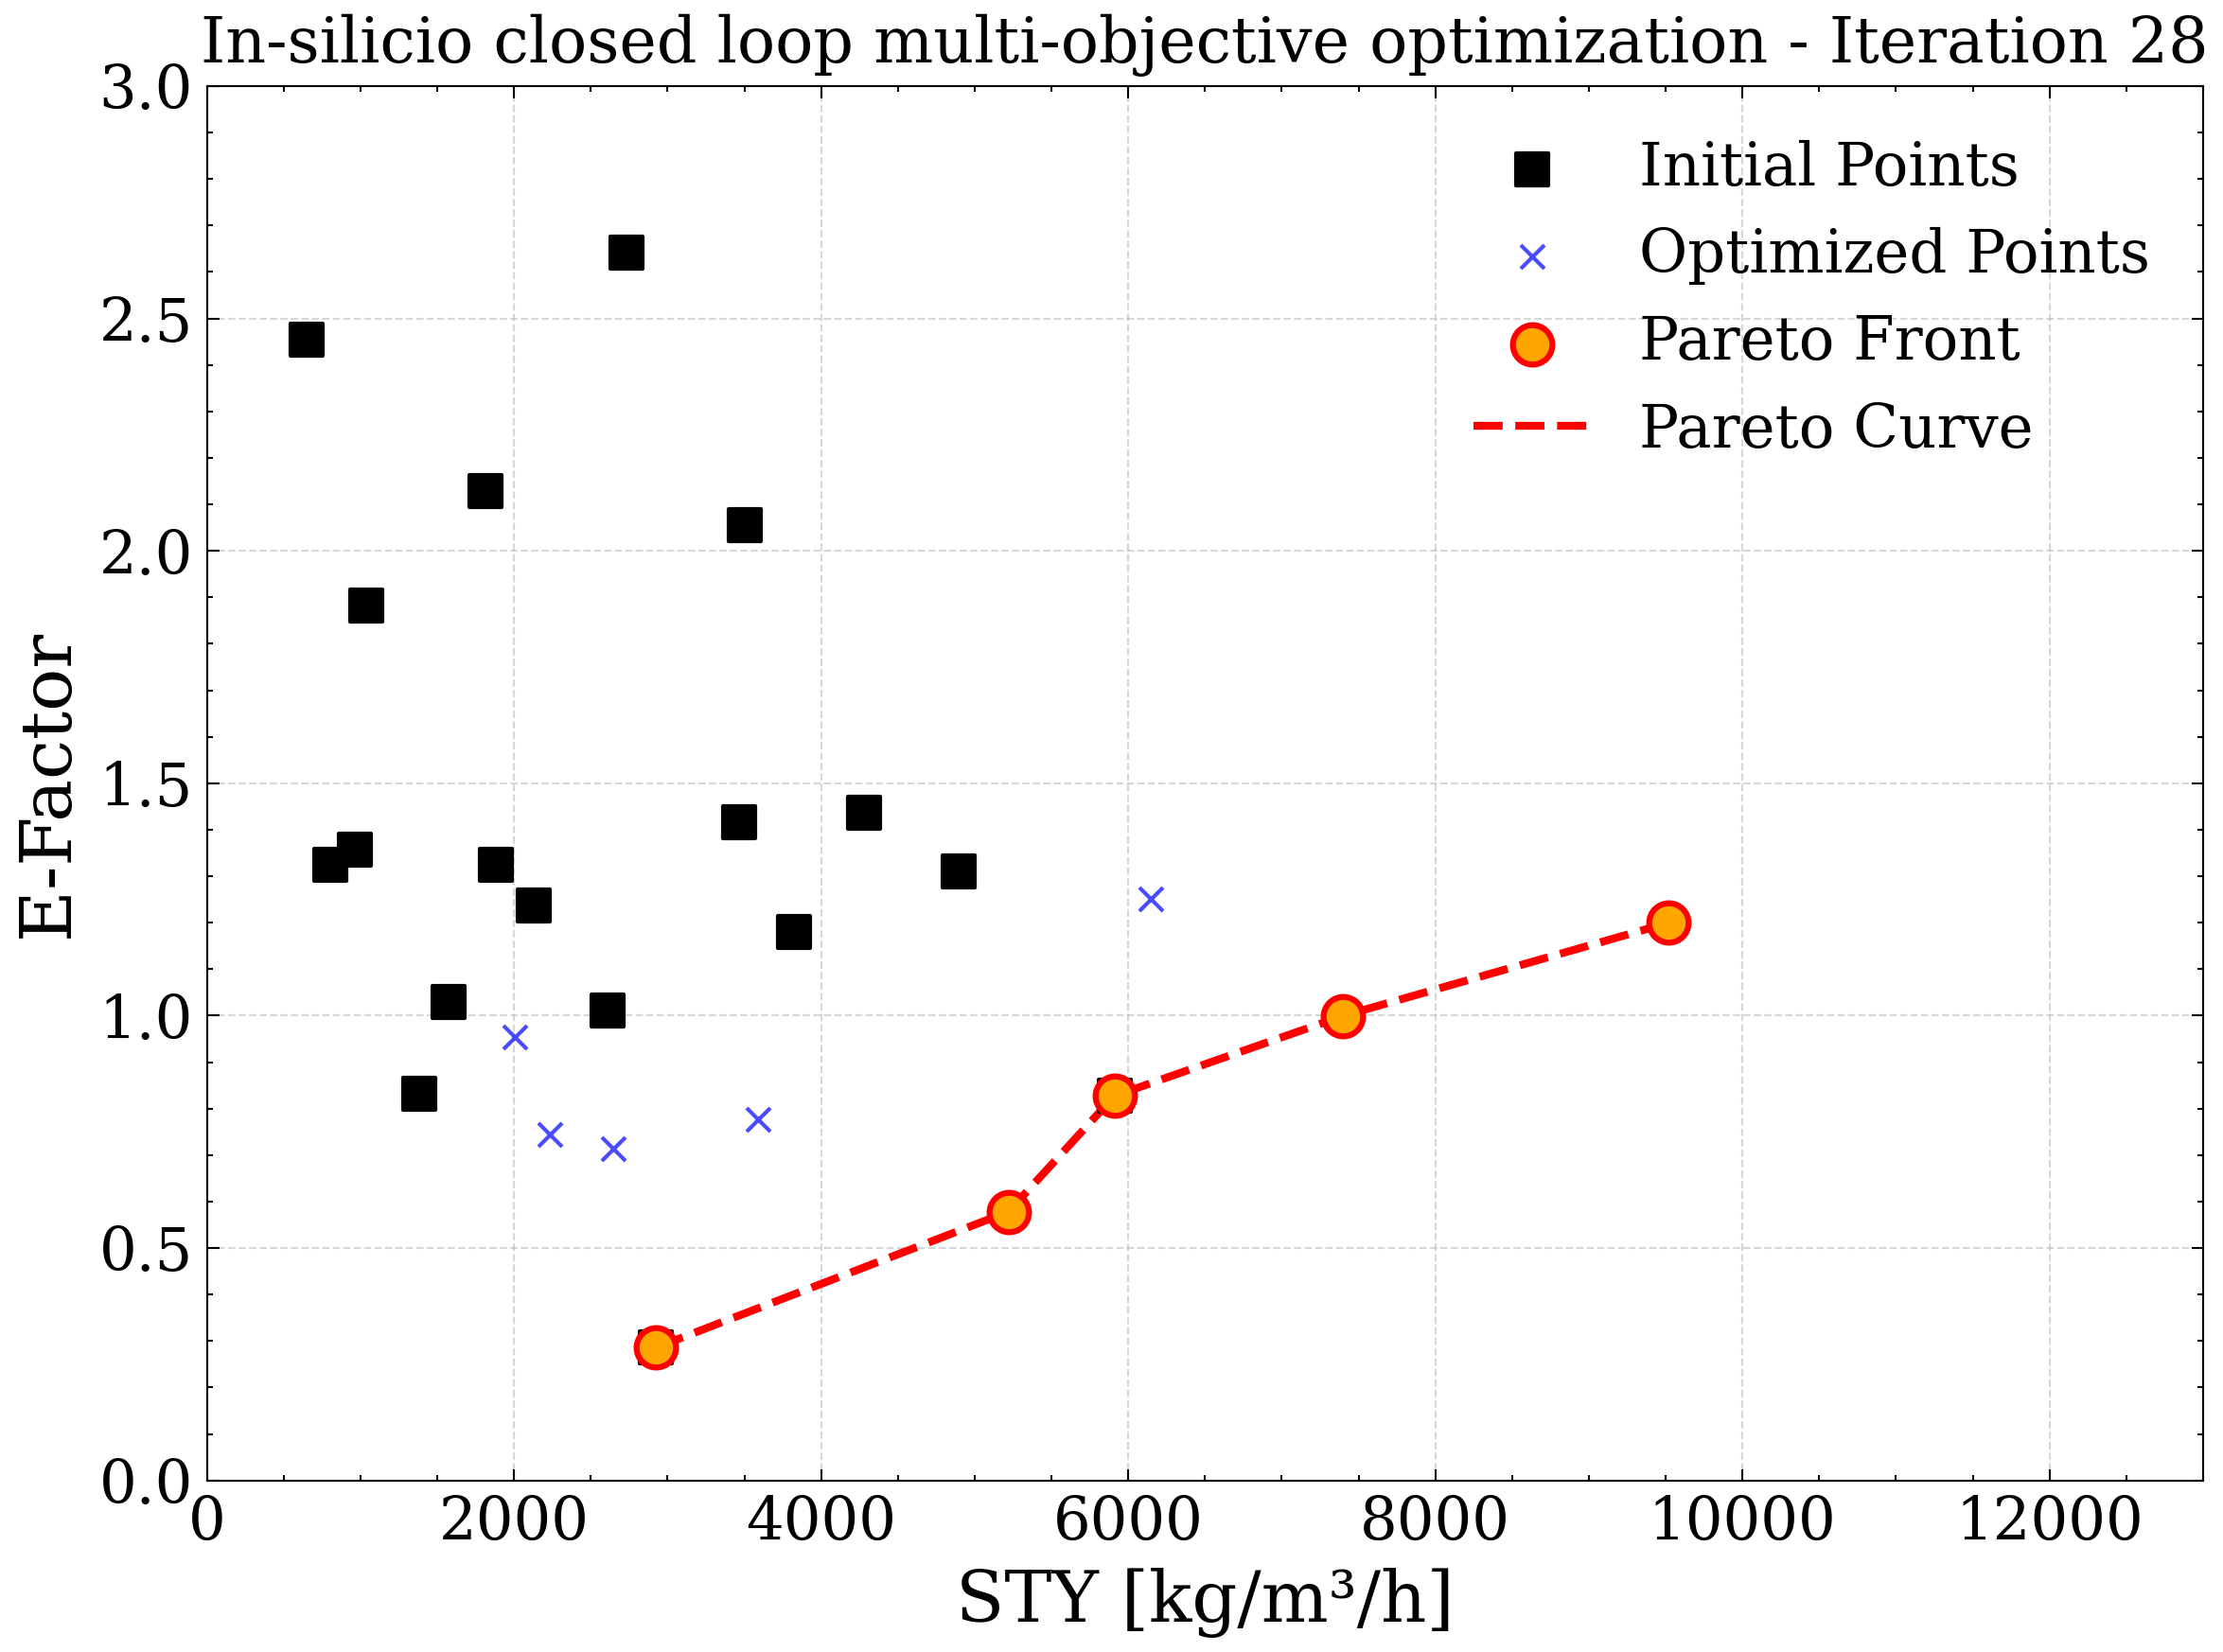 In-silicio closed loop multi-objective optimization - Iteration 28
3.0
2.5
2.0
1.5
1.0
0.5
0.0
E-Factor
Initial Points
Optimized Points
Pareto Front
Pareto Curve
0 2000 4000 6000 8000 10000 12000
STY [kg/m³/h]